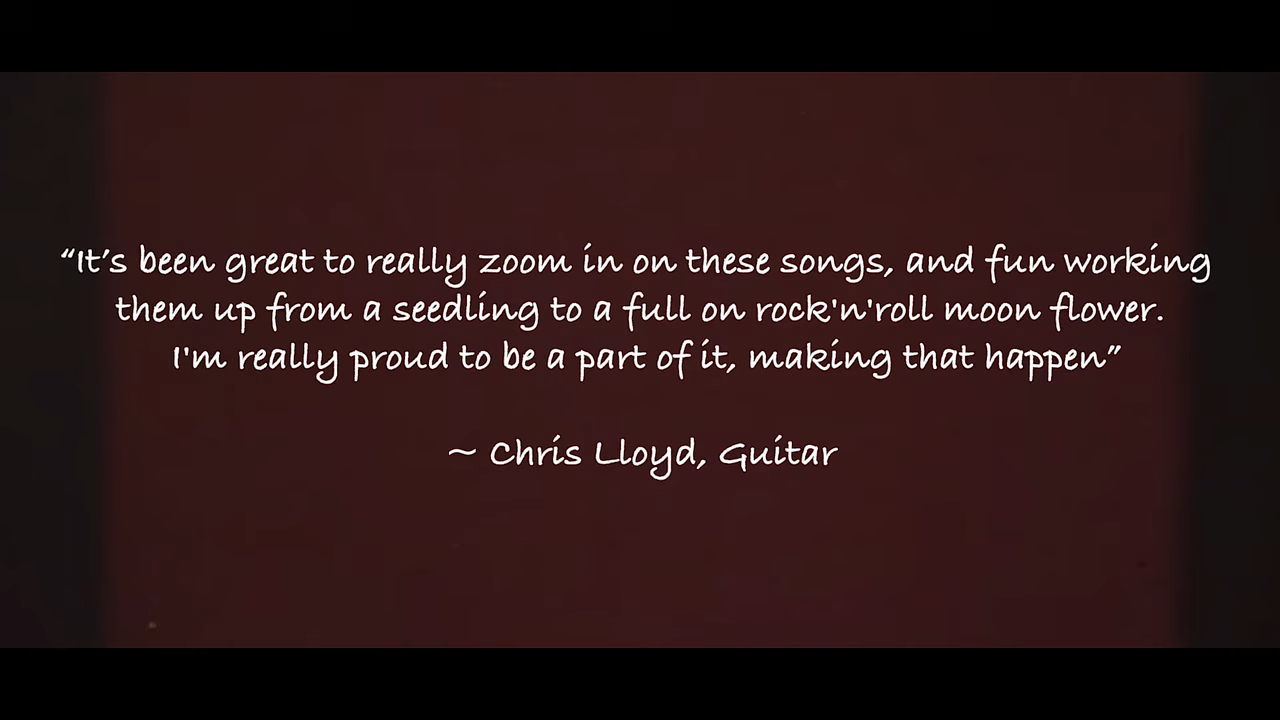 “It’s been great to really zoom in on these songs, and fun working
them up from a seedling to a full on rock'n'roll moon flower.
I'm really proud to be a part of it, making that happen”
~ Chris Lloyd, Guitar